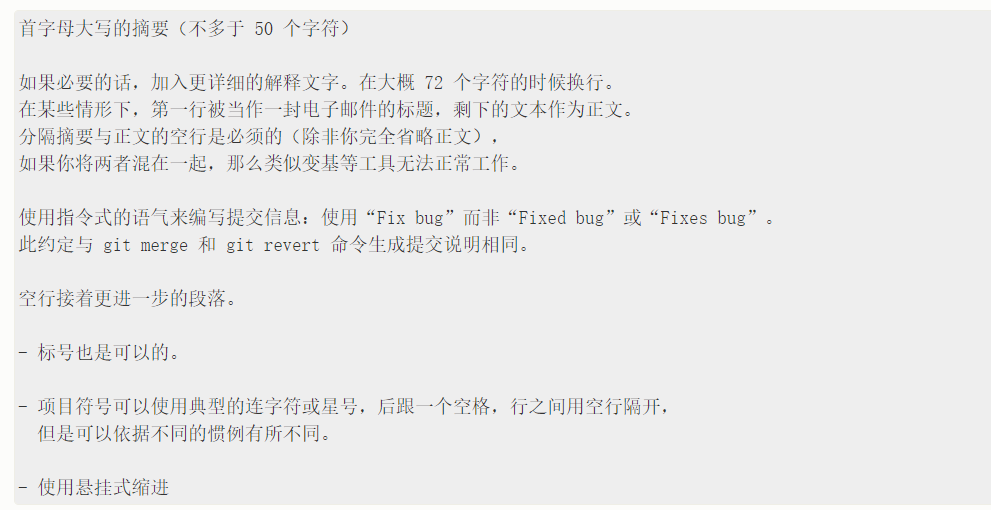 首字母大写的摘要（不多于 50 个字符）
如果必要的话，加入更详细的解释文字。在大概 72 个字符的时候换行。
在某些情形下，第一行被当作一封电子邮件的标题，剩下的文本作为正文。
分隔摘要与正文的空行是必须的（除非你完全省略正文），
如果你将两者混在一起，那么类似变基等工具无法正常工作。
使用指令式的语气来编写提交信息：使用“Fix bug”而非“Fixed bug”或“Fixes bug”。
此约定与 git merge 和 git revert 命令生成提交说明相同。
空行接着更进一步的段落。
- 标号也是可以的。
- 项目符号可以使用典型的连字符或星号，后跟一个空格，行之间用空行隔开，
但是可以依据不同的惯例有所不同。
- 使用悬挂式缩进